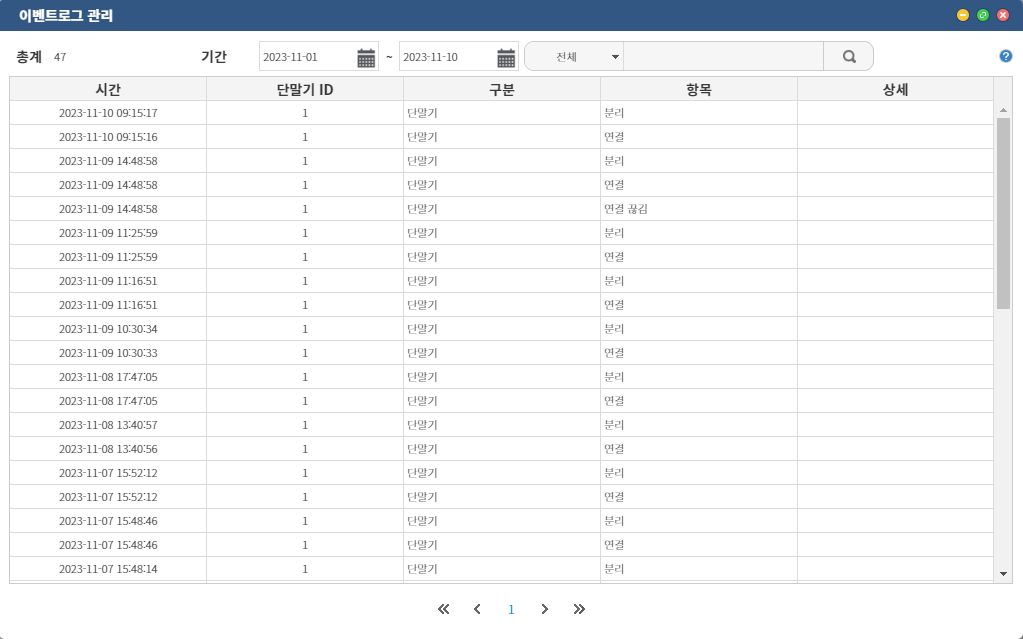 이벤트로그 관리
총계 47 기간 2023-11-01 ~ 2023-11-10 전체
시간 단말기 ID 구분 항목 상세
2023-11-10 09:15:17 1 단말기 분리
2023-11-10 09:15:16 1 단말기 연결
2023-11-09 14:48:58 1 단말기 분리
2023-11-09 14:48:58 1 단말기 연결
2023-11-09 14:48:58 1 단말기 연결 끊김
2023-11-09 11:25:59 1 단말기 분리
2023-11-09 11:25:59 1 단말기 연결
2023-11-09 11:16:51 1 단말기 분리
2023-11-09 11:16:51 1 단말기 연결
2023-11-09 10:30:34 1 단말기 분리
2023-11-09 10:30:33 1 단말기 연결
2023-11-08 17:47:05 1 단말기 분리
2023-11-08 17:47:05 1 단말기 연결
2023-11-08 13:40:57 1 단말기 분리
2023-11-08 13:40:56 1 단말기 연결
2023-11-07 15:52:12 1 단말기 분리
2023-11-07 15:52:12 1 단말기 연결
2023-11-07 15:48:46 1 단말기 분리
2023-11-07 15:48:46 1 단말기 연결
2023-11-07 15:48:14 1 단말기 분리
1